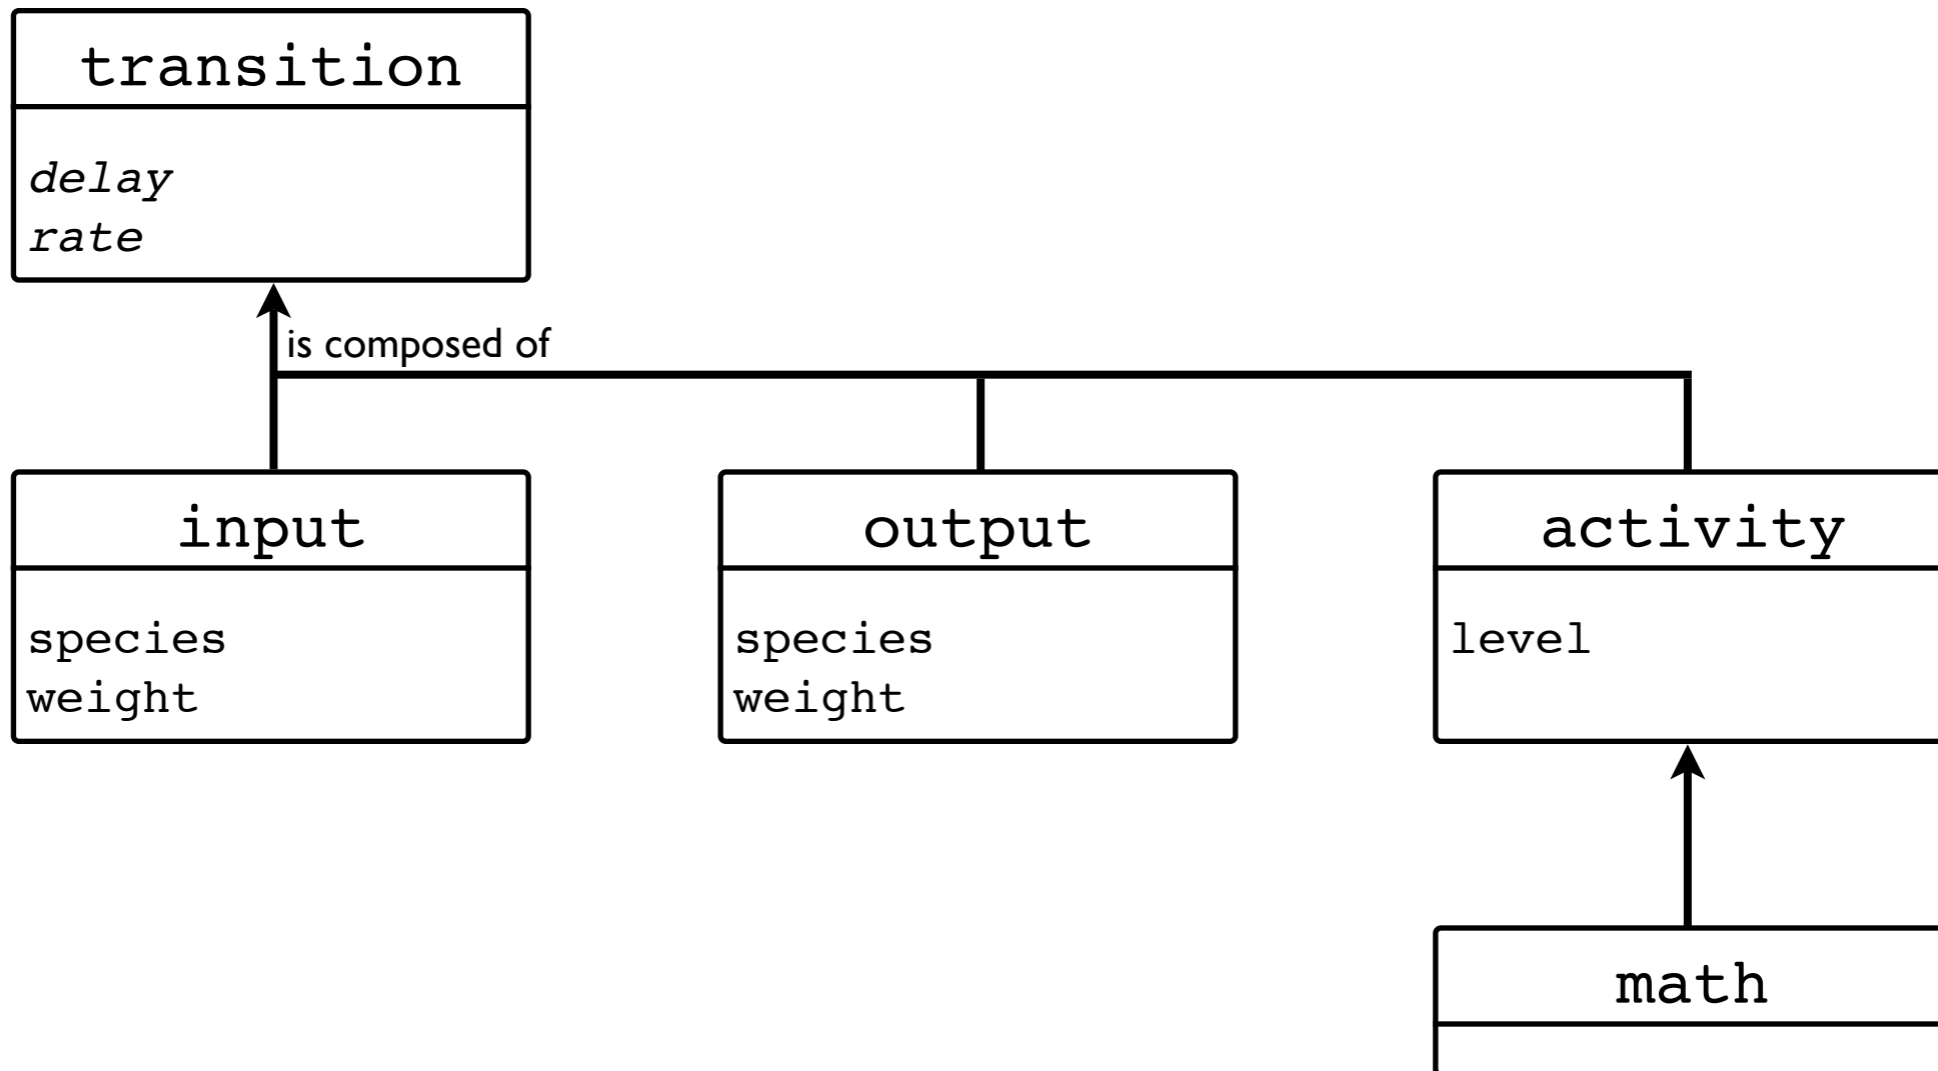 transition
delay
rate
is composed of
input
species
weight
output
species
weight
activity
level
math